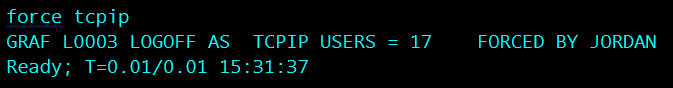 force tcpip
GRAF L0003 LOGOFF AS  TCPIP USERS = 17    FORCED BY JORDAN
Ready; T=0.01/0.01 15:31:37